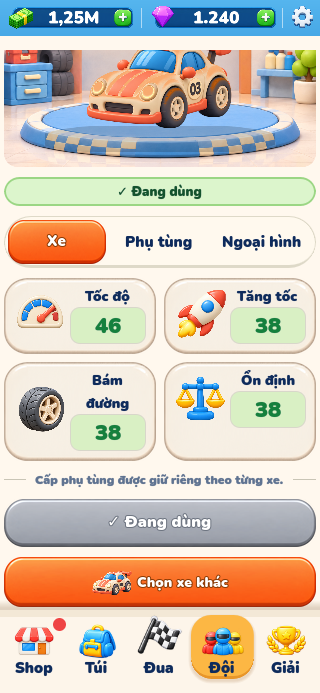 1,25M
1.240
03
✓ Đang dùng
Xe
Phụ tùng
Ngoại hình
Tốc độ
46
Tăng tốc
38
Bám
đường
38
Ổn định
38
Cấp phụ tùng được giữ riêng theo từng xe.
✓ Đang dùng
Chọn xe khác
Shop
Túi
Đua
Đội
Giải